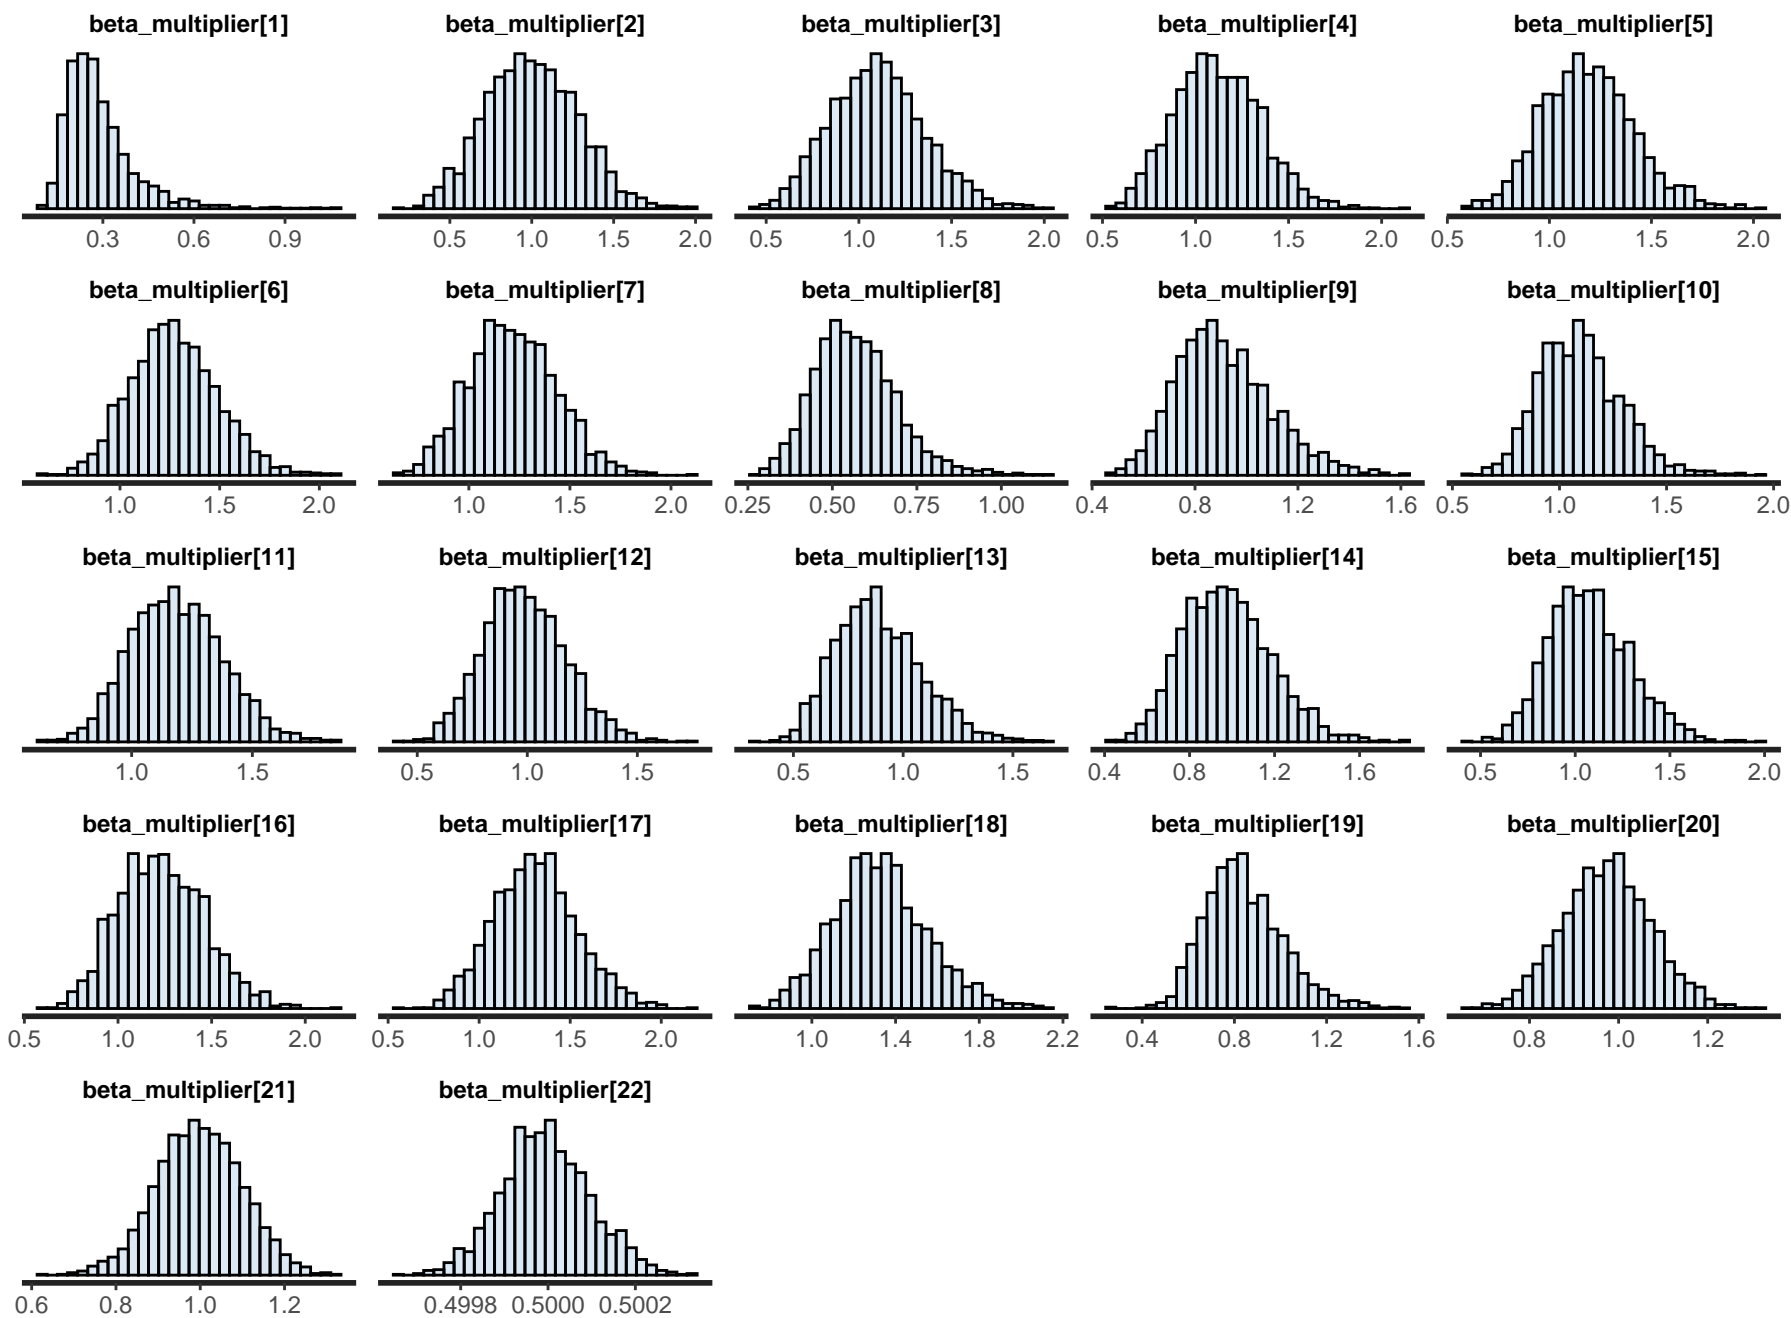 beta_multiplier[1] beta_multiplier[2] beta_multiplier[3] beta_multiplier[4] beta_multiplier[5]
0.3 0.6 0.9 0.5 1.0 1.5 2.0 0.5 1.0 1.5 2.0 0.5 1.0 1.5 2.0 0.5 1.0 1.5 2.0
beta_multiplier[6] beta_multiplier[7] beta_multiplier[8] beta_multiplier[9] beta_multiplier[10]
1.0 1.5 2.0 1.0 1.5 2.0 0.25 0.50 0.75 1.00 0.4 0.8 1.2 1.6 0.5 1.0 1.5 2.0
beta_multiplier[11] beta_multiplier[12] beta_multiplier[13] beta_multiplier[14] beta_multiplier[15]
1.0 1.5 0.5 1.0 1.5 0.5 1.0 1.5 0.4 0.8 1.2 1.6 0.5 1.0 1.5 2.0
beta_multiplier[16] beta_multiplier[17] beta_multiplier[18] beta_multiplier[19] beta_multiplier[20]
0.5 1.0 1.5 2.0 0.5 1.0 1.5 2.0 1.0 1.4 1.8 2.2 0.4 0.8 1.2 1.6 0.8 1.0 1.2
beta_multiplier[21] beta_multiplier[22]
0.6 0.8 1.0 1.2 0.4998 0.5000 0.5002